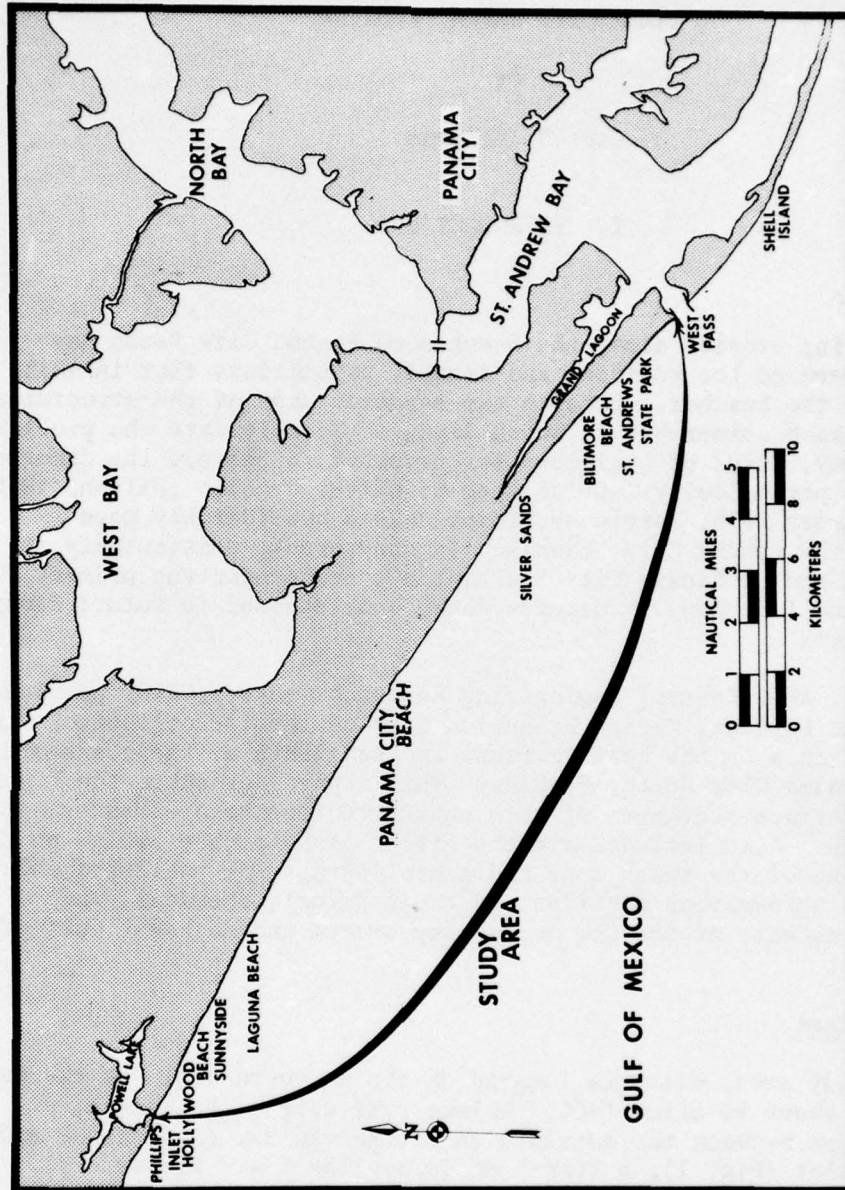 NORTH
BAY
WEST BAY
PANAMA
CITY
ST. ANDREW BAY
POWELL LAKE
PHILLIPS
INLET
HOLLYWOOD
BEACH
SUNNYSIDE
LAGUNA BEACH
PANAMA CITY
BEACH
SILVER SANDS
GRAND LAGOON
BILTMORE
BEACH
ST. ANDREWS
STATE PARK
WEST
PASS
SHELL
ISLAND
STUDY
AREA
GULF OF MEXICO
N
NAUTICAL MILES
0 1 2 3 4 5
0 2 4 6 8 10
KILOMETERS